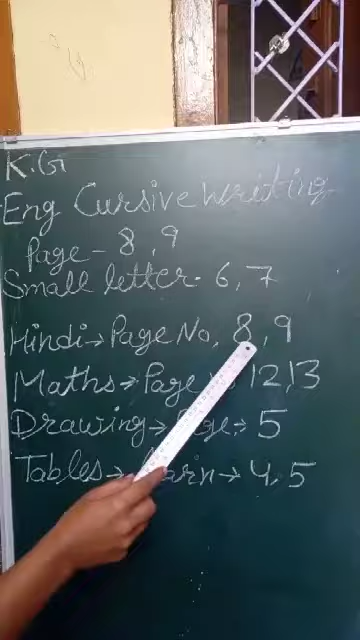 K.G
Eng Cursive Writing
Page - 8, 9
Small letter - 6, 7
Hindi → Page No, 8, 9
Maths → Page 12, 13
Drawing → Page → 5
Tables → → 4, 5